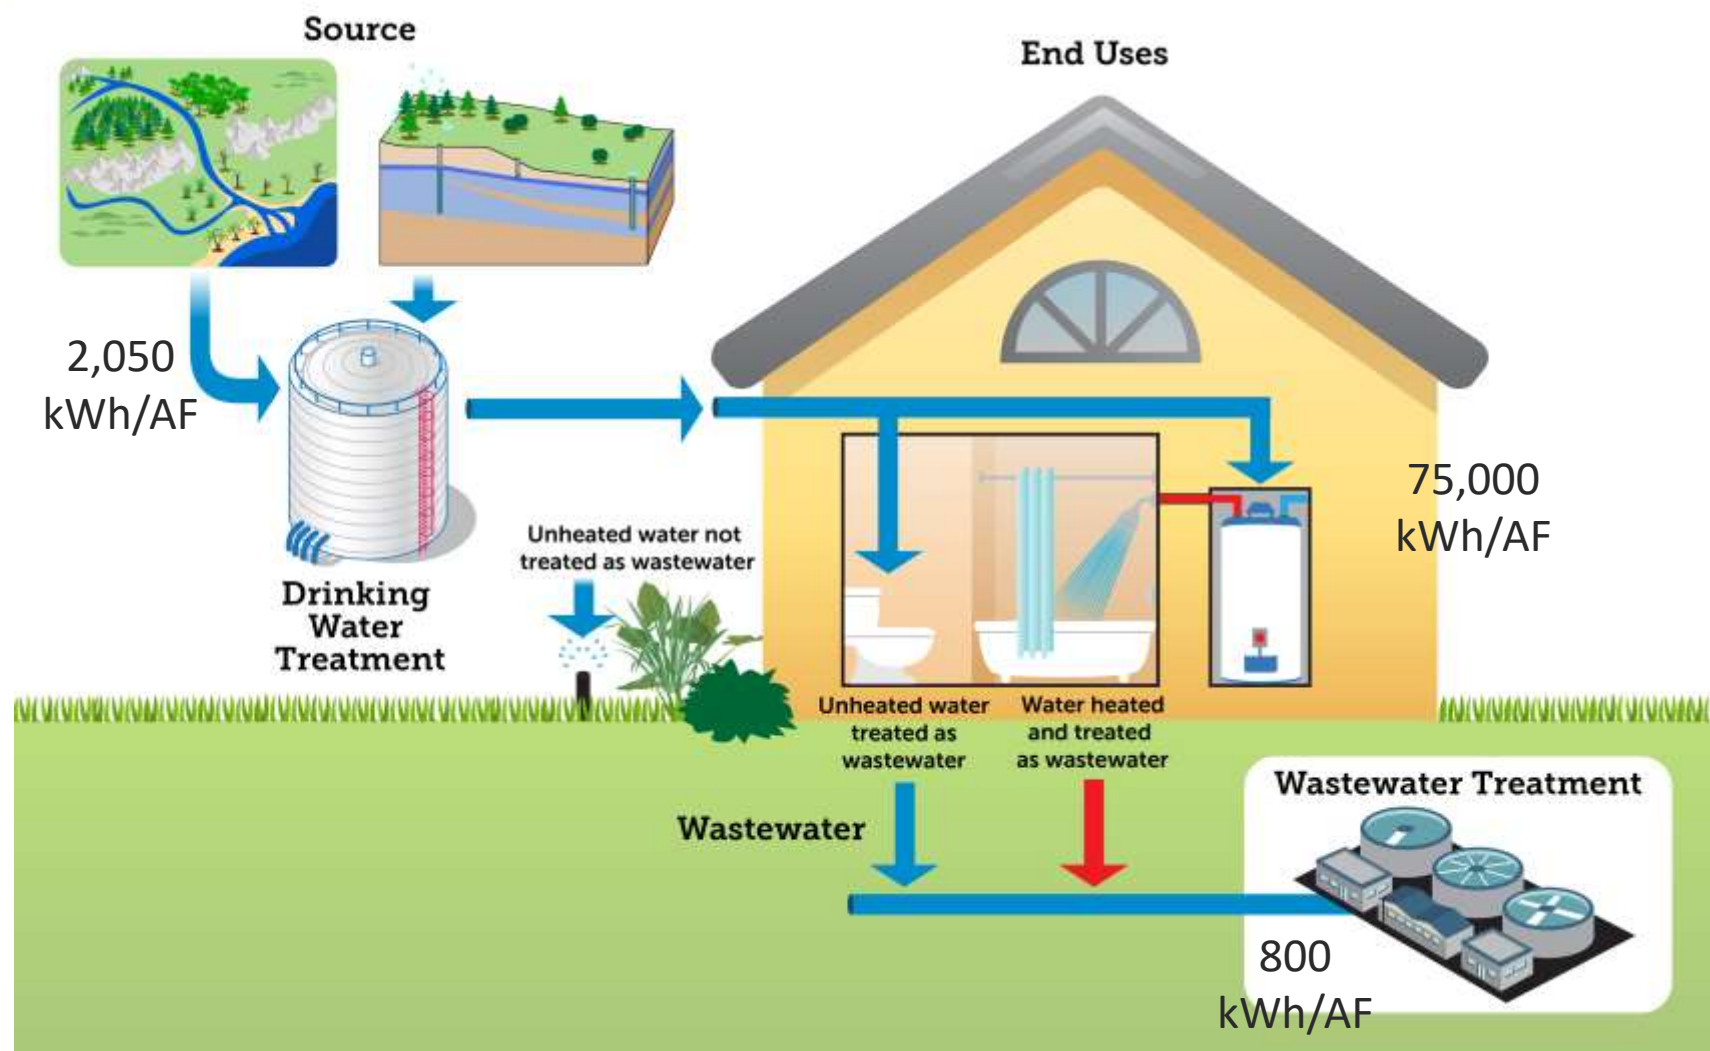 Source
End Uses
2,050
kWh/AF
75,000
kWh/AF
Unheated water not
treated as wastewater
Drinking
Water
Treatment
Unheated water
treated as
wastewater
Water heated
and treated
as wastewater
Wastewater
Wastewater Treatment
800
kWh/AF